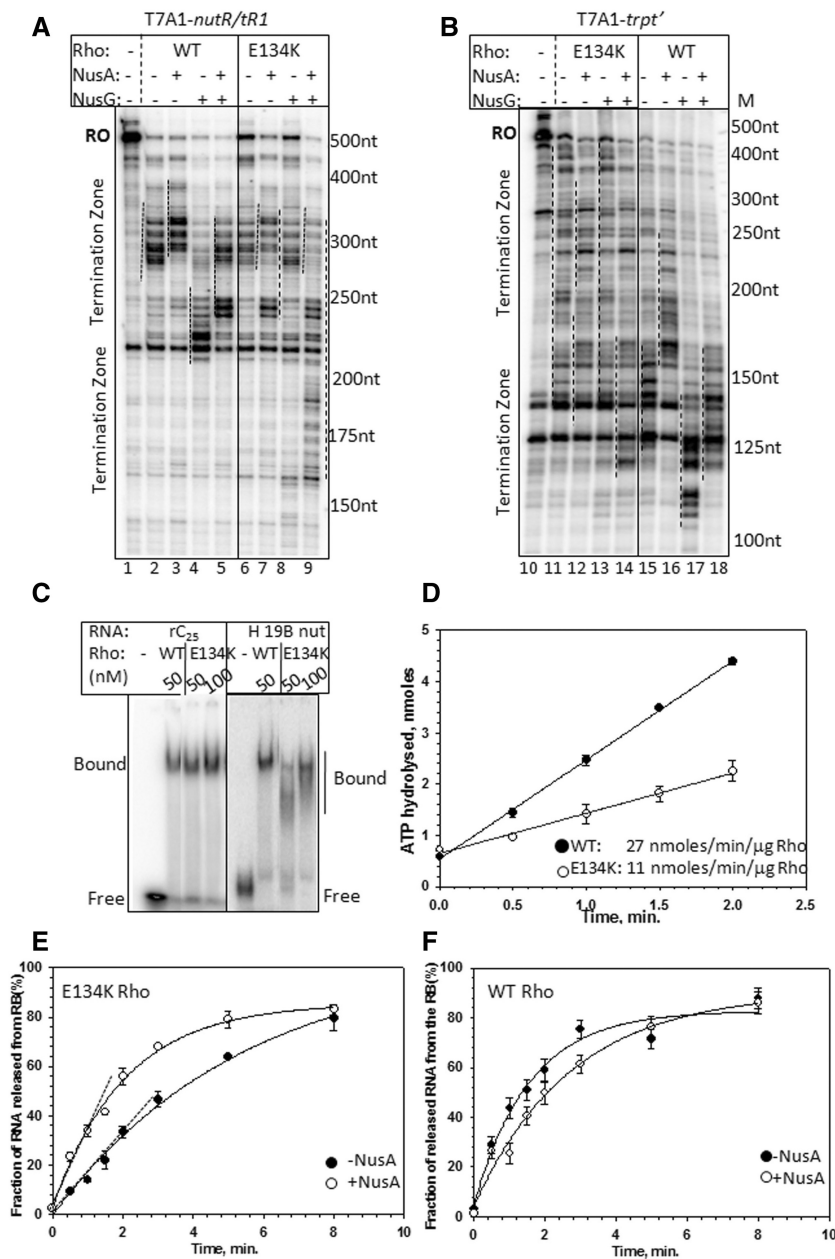 A
T7A1-nutR/tR1
Rho: - WT E134K
NusA: - - + - + - + - +
NusG: - - - + + - - + +
RO
Termination Zone
Termination Zone
500nt
400nt
300nt
250nt
200nt
175nt
150nt
1 2 3 4 5 6 7 8 9
B
T7A1-trpt’
Rho: - E134K WT
NusA: - - + - + - + - +
NusG: - - - + + - - + + M
RO
Termination Zone
Termination Zone
500nt
400nt
300nt
250nt
200nt
150nt
125nt
100nt
10 11 12 13 14 15 16 17 18
C
RNA: rC25 H 19B nut
Rho: - WT E134K - WT E134K
(nM) 50 50 100 50 50 100
Bound
Bound
Free
Free
D
ATP hydrolysed, nmoles
5
4
3
2
1
0
WT: 27 nmoles/min/µg Rho
E134K: 11 nmoles/min/µg Rho
0.0 0.5 1.0 1.5 2.0 2.5
Time, min.
E
E134K Rho
Fraction of RNA released from RB(%)
100
80
60
40
20
0
-NusA
+NusA
0 2 4 6 8 10
Time, min.
F
WT Rho
Fraction of released RNA from the RB(%)
100
80
60
40
20
0
-NusA
+NusA
0 2 4 6 8 10
Time, min.